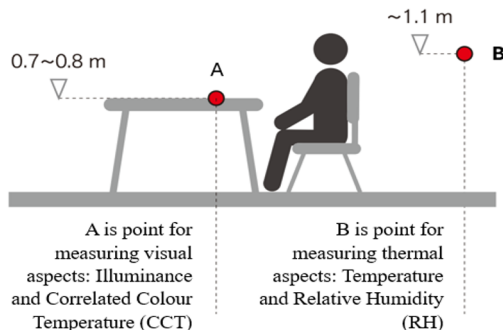 ~1.1 m
0.7~0.8 m
A
B
A is point for
measuring visual
aspects: Illuminance
and Correlated Colour
Temperature (CCT)
B is point for
measuring thermal
aspects: Temperature
and Relative Humidity
(RH)